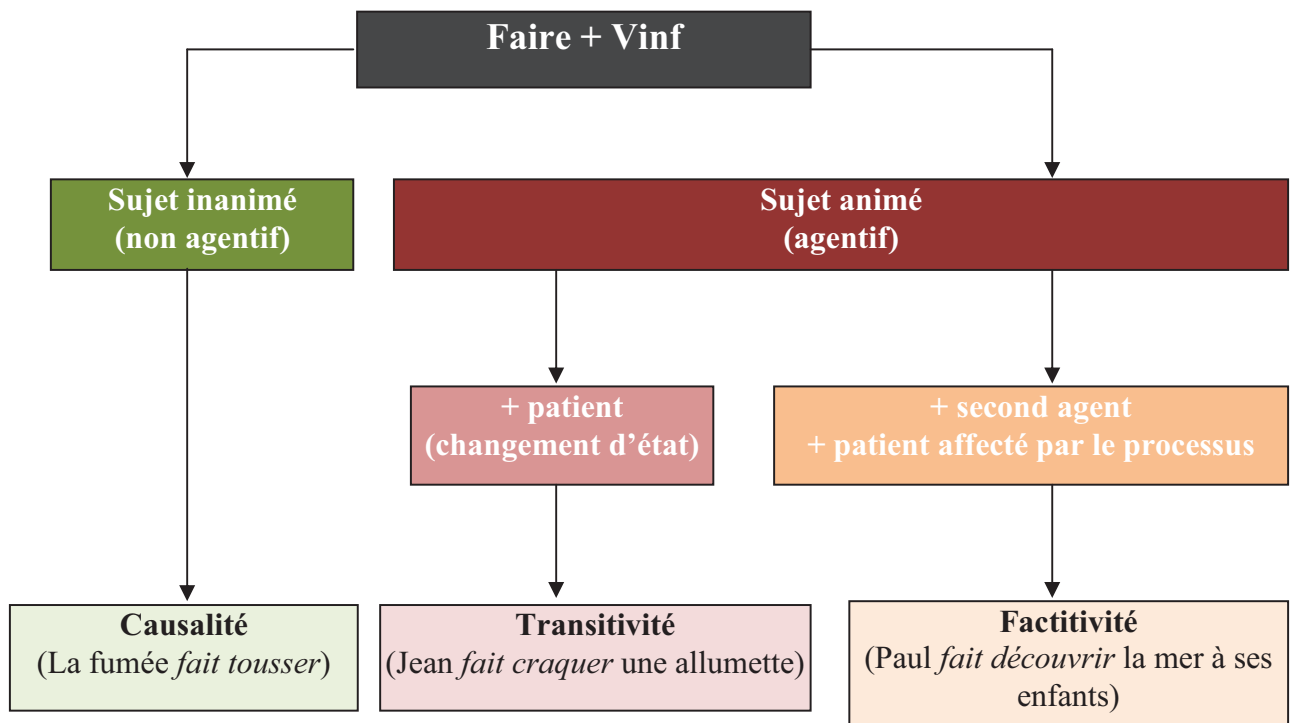 Faire + Vinf
Sujet inanimé
(non agentif)
Sujet animé
(agentif)
+ patient
(changement d’état)
+ second agent
+ patient affecté par le processus
Causalité
(La fumée fait tousser)
Transitivité
(Jean fait craquer une allumette)
Factitivité
(Paul fait découvrir la mer à ses
enfants)